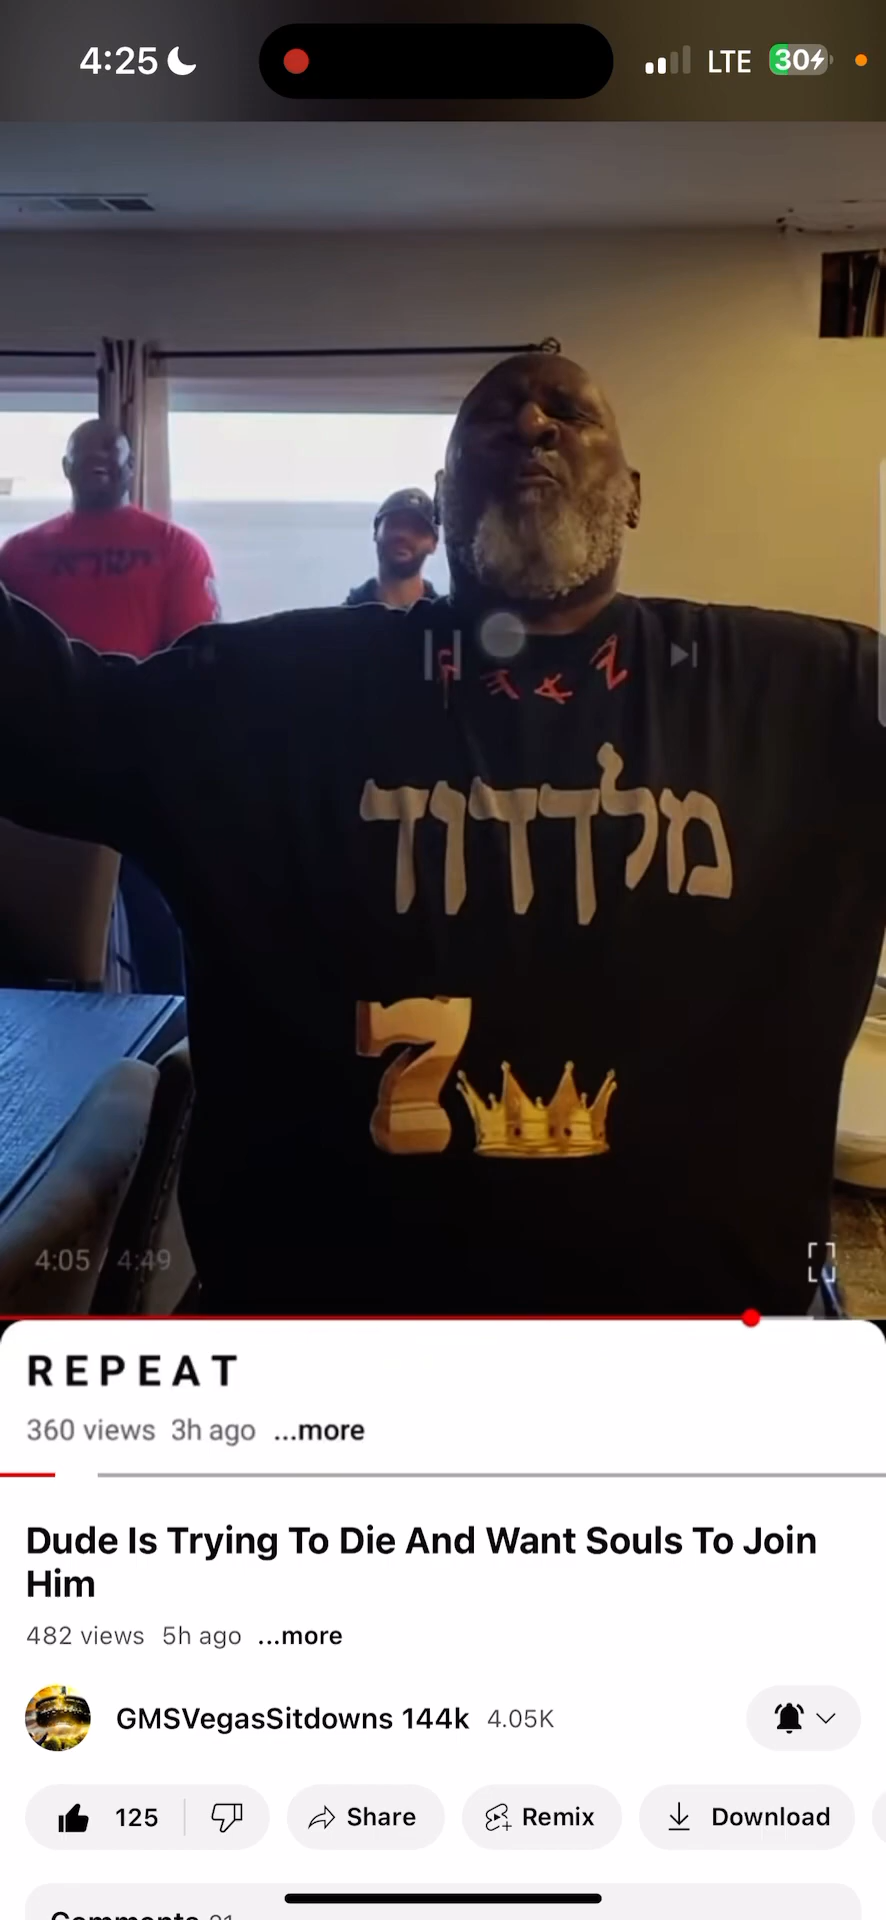 4:25
LTE
30
ישראל
מלדדוד
7
4:05 / 4:49
REPEAT
360 views 3h ago ...more
Dude Is Trying To Die And Want Souls To Join
Him
482 views 5h ago ...more
GMSVegasSitdowns 144k 4.05K
125
Share
Remix
Download